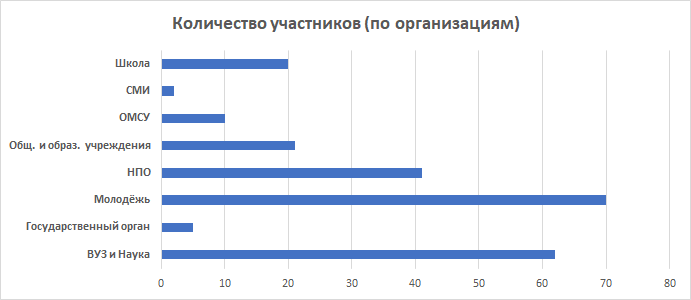 Количество участников (по организациям)
Школа
СМИ
ОМСУ
Общ. и образ. учреждения
НПО
Молодёжь
Государственный орган
ВУЗ и Наука
0 10 20 30 40 50 60 70 80